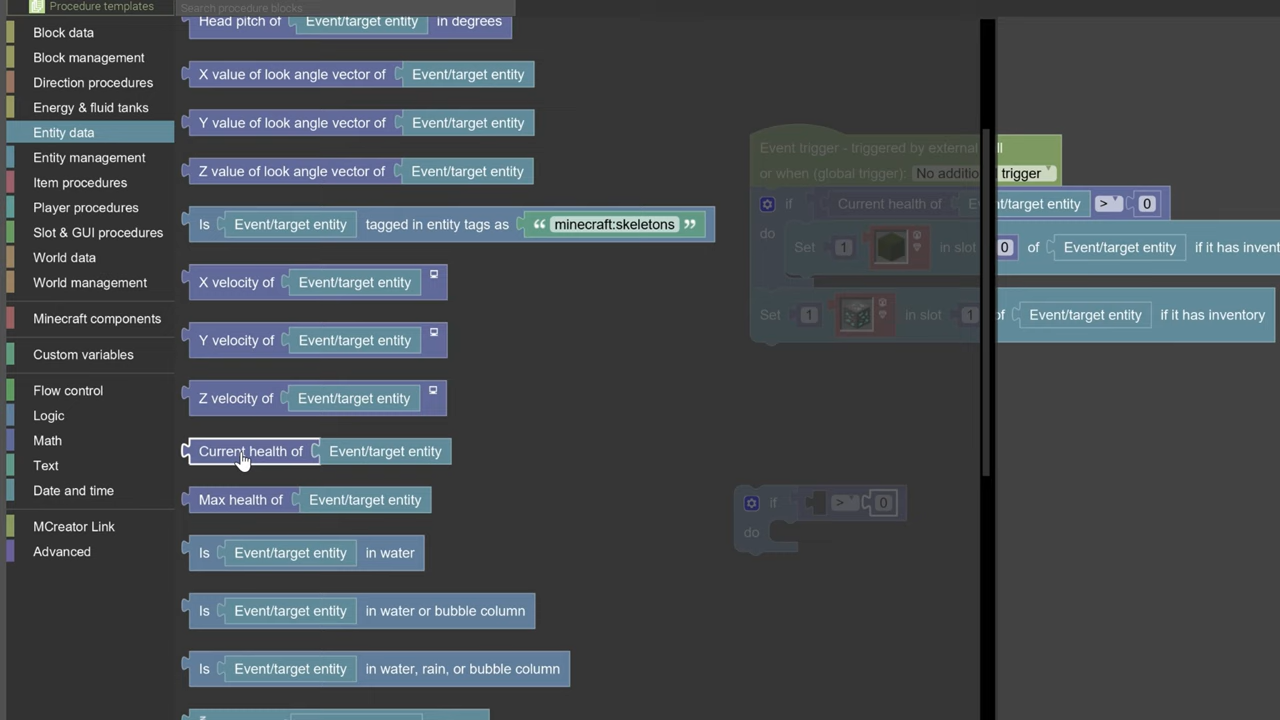 Procedure templates
Search procedure blocks
Block data
Block management
Direction procedures
Energy & fluid tanks
Entity data
Entity management
Item procedures
Player procedures
Slot & GUI procedures
World data
World management
Minecraft components
Custom variables
Flow control
Logic
Math
Text
Date and time
MCreator Link
Advanced
Head pitch of Event/target entity in degrees
X value of look angle vector of Event/target entity
Y value of look angle vector of Event/target entity
Z value of look angle vector of Event/target entity
Is Event/target entity tagged in entity tags as “ minecraft:skeletons ”
X velocity of Event/target entity
Y velocity of Event/target entity
Z velocity of Event/target entity
Current health of Event/target entity
Max health of Event/target entity
Is Event/target entity in water
Is Event/target entity in water or bubble column
Is Event/target entity in water, rain, or bubble column
Event trigger - triggered by external
or when (global trigger): No additio trigger
if Current health of Event/target entity > 0
do Set 1 in slot 0 of Event/target entity if it has invent
Set 1 in slot 1 of Event/target entity if it has inventory
if > 0
do